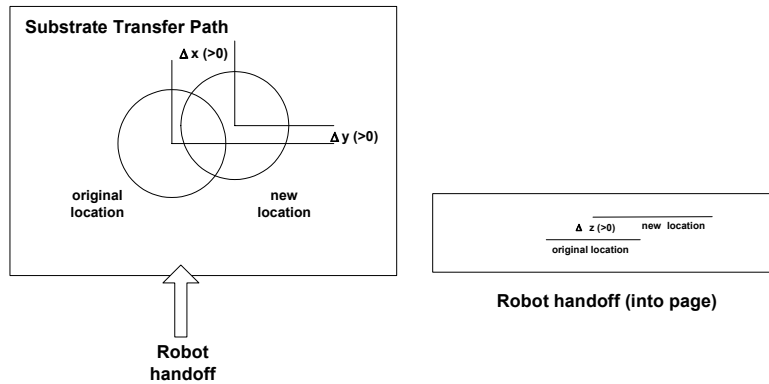 Substrate Transfer Path
Δ x (>0)
Δ y (>0)
original
location
new
location
Robot
handoff
Δ z (>0)
new location
original location
Robot handoff (into page)